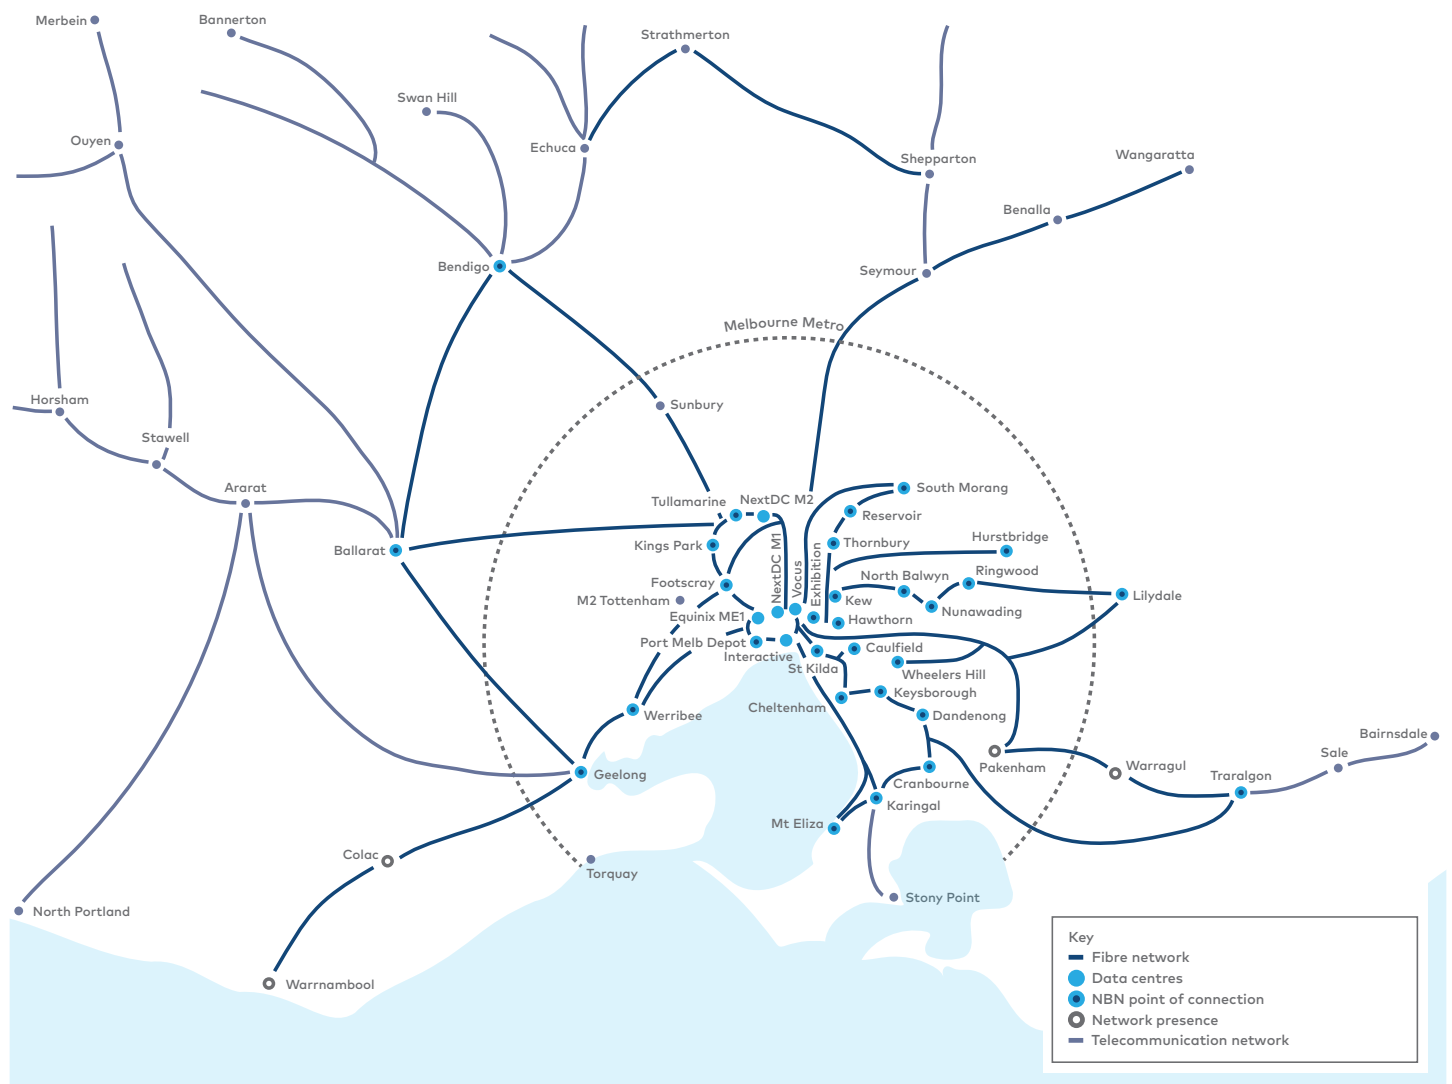 Merbein
Bannerton
Strathmerton
Swan Hill
Ouyen
Echuca
Shepparton
Wangaratta
Benalla
Bendigo
Seymour
Melbourne Metro
Horsham
Sunbury
Stawell
Ararat
Tullamarine
NextDC M2
South Morang
Reservoir
Ballarat
Kings Park
NextDC M1
Vocus
Exhibition
Thornbury
Hurstbridge
Footscray
North Balwyn
Ringwood
M2 Tottenham
Kew
Nunawading
Lilydale
Equinix ME1
Hawthorn
Port Melb Depot
Interactive
St Kilda
Caulfield
Wheelers Hill
Keysborough
Cheltenham
Werribee
Dandenong
Bairnsdale
Sale
Geelong
Pakenham
Warragul
Traralgon
Cranbourne
Karingal
Mt Eliza
Colac
Torquay
Stony Point
North Portland
Warrnambool
Key
Fibre network
Data centres
NBN point of connection
Network presence
Telecommunication network